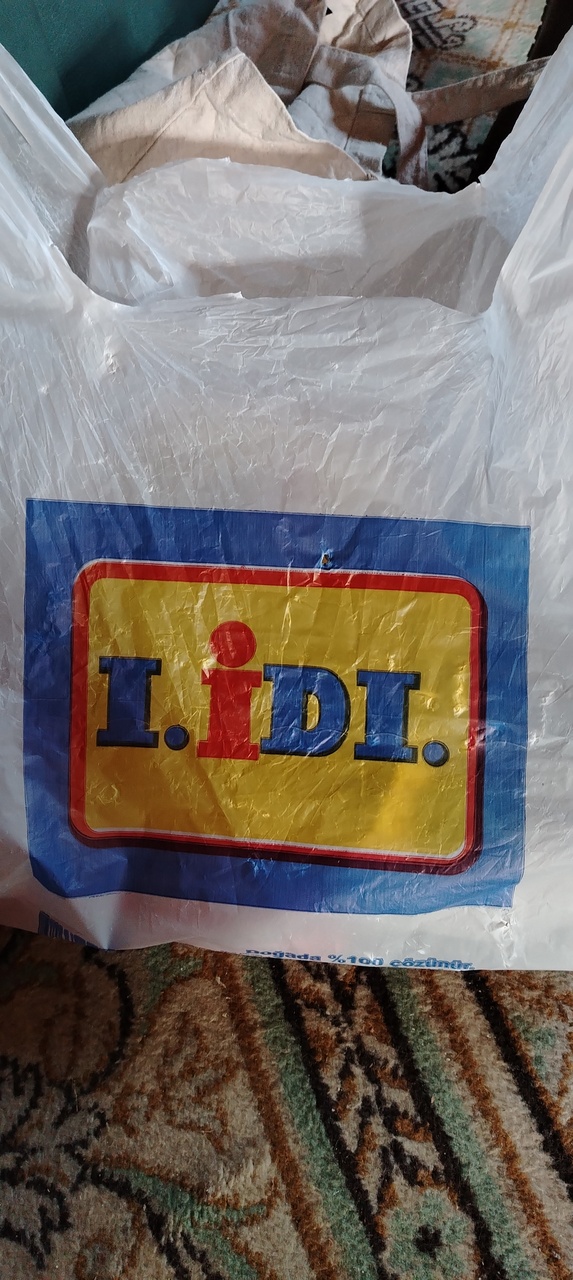 I.iDI.
doğada %100 çözünür.